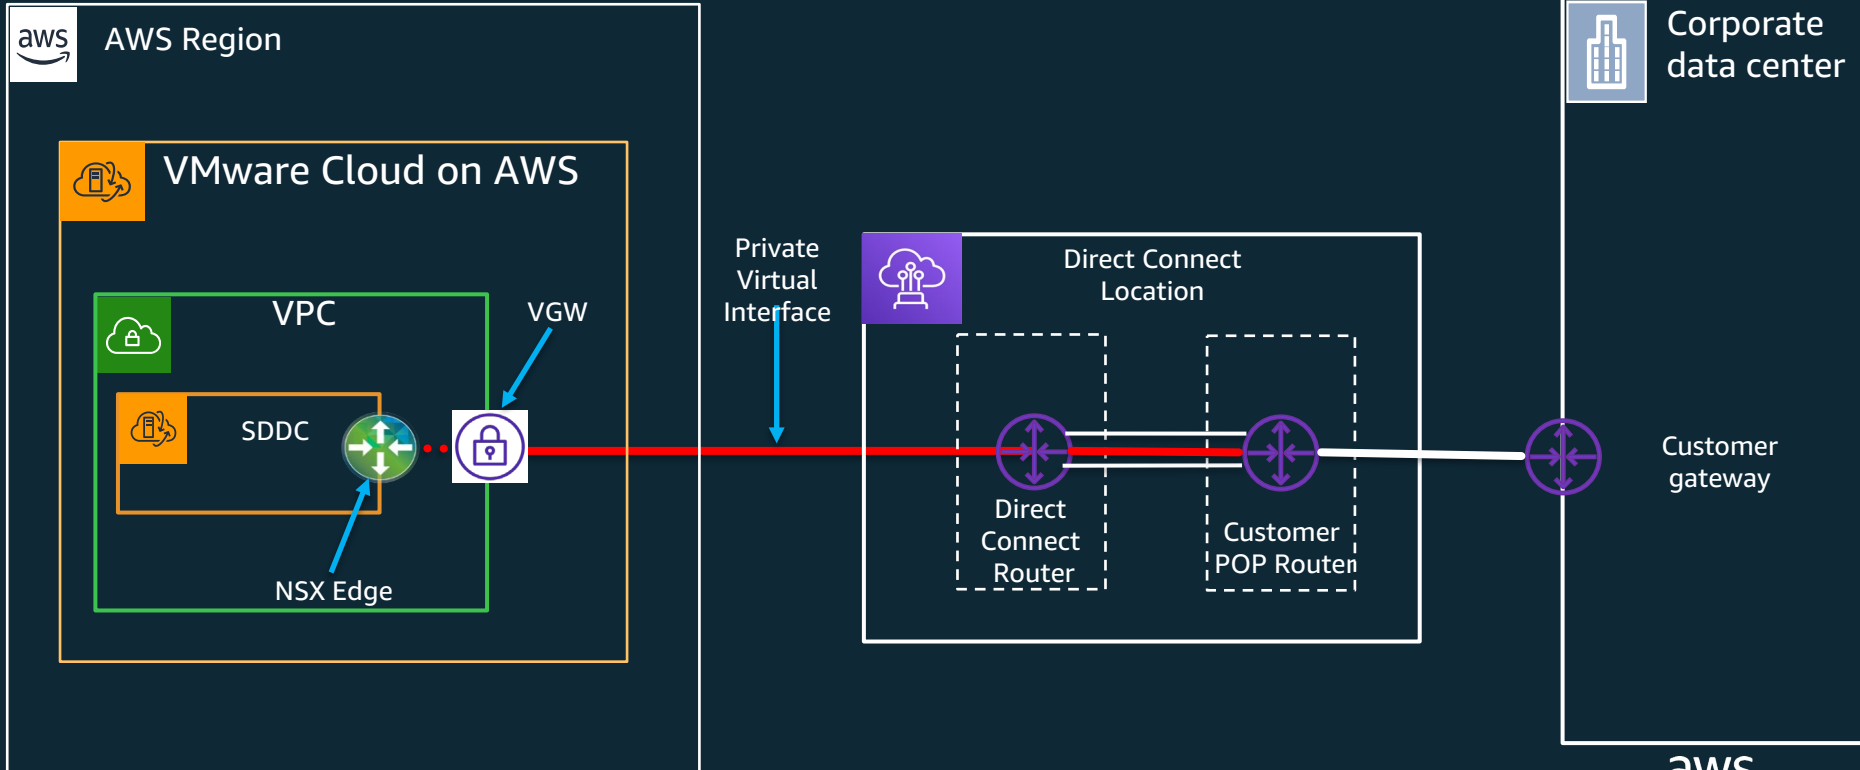 aws
AWS Region
Corporate
data center
VMware Cloud on AWS
Private
Virtual
Interface
Direct Connect
Location
VPC
VGW
SDDC
Customer
gateway
Direct
Connect
Router
Customer
POP Router
NSX Edge
aws